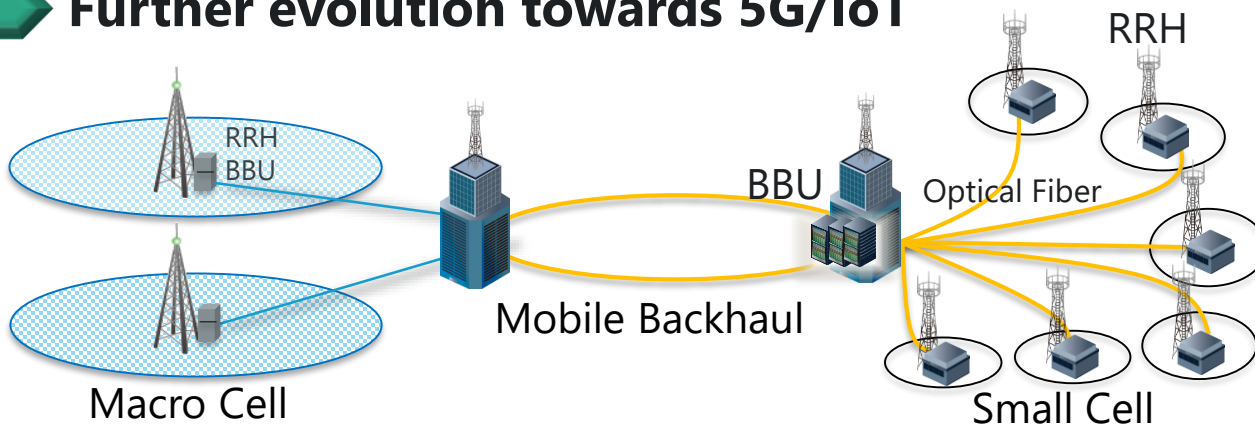 Further evolution towards 5G/IoT
RRH
RRH
BBU
BBU
Optical Fiber
Mobile Backhaul
Macro Cell
Small Cell